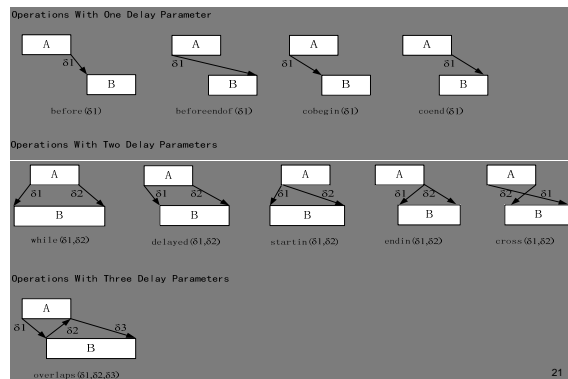 Operations With One Delay Parameter
A A A A
δ1 δ1 δ1 δ1
B B B B
before(δ1) beforeendof(δ1) cobegin(δ1) coend(δ1)
Operations With Two Delay Parameters
A A A A A
δ1 δ2 δ1 δ2 δ1 δ2 δ1 δ2 δ2 δ1
B B B B B
while(δ1,δ2) delayed(δ1,δ2) startin(δ1,δ2) endin(δ1,δ2) cross(δ1,δ2)
Operations With Three Delay Parameters
A
δ1 δ2 δ3
B
overlaps(δ1,δ2,δ3)
21